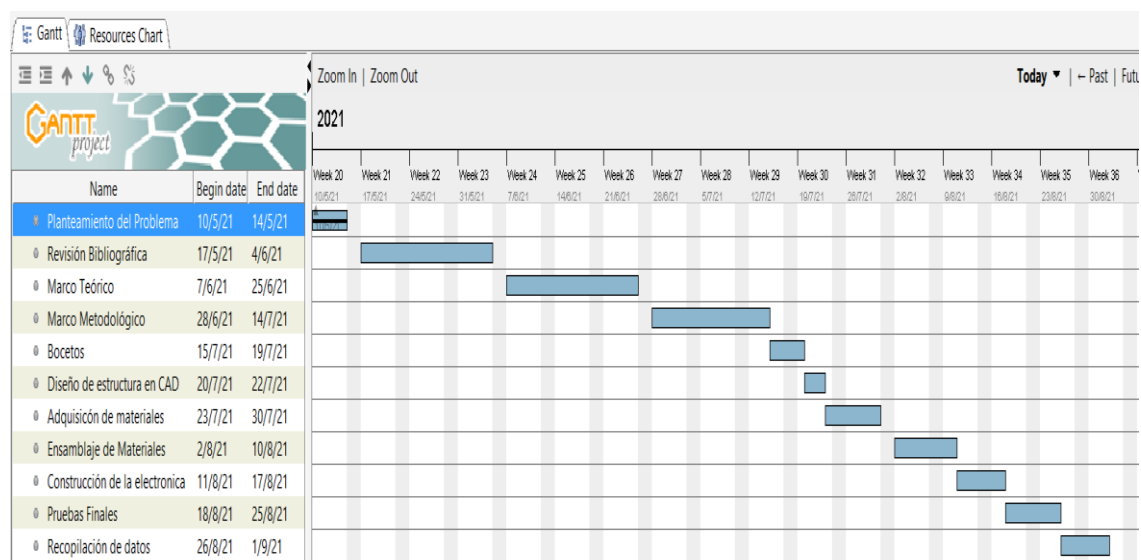 Gantt Resources Chart
Zoom In | Zoom Out Today ▼ | ← Past | Futu
GANTT
project
2021
Week 20 Week 21 Week 22 Week 23 Week 24 Week 25 Week 26 Week 27 Week 28 Week 29 Week 30 Week 31 Week 32 Week 33 Week 34 Week 35 Week 36
Name Begin date End date
10/5/21 17/5/21 24/5/21 31/5/21 7/6/21 14/6/21 21/6/21 28/6/21 5/7/21 12/7/21 19/7/21 26/7/21 2/8/21 9/8/21 16/8/21 23/8/21 30/8/21
Planteamiento del Problema 10/5/21 14/5/21
Revisión Bibliográfica 17/5/21 4/6/21
Marco Teórico 7/6/21 25/6/21
Marco Metodológico 28/6/21 14/7/21
Bocetos 15/7/21 19/7/21
Diseño de estructura en CAD 20/7/21 22/7/21
Adquisicón de materiales 23/7/21 30/7/21
Ensamblaje de Materiales 2/8/21 10/8/21
Construcción de la electronica 11/8/21 17/8/21
Pruebas Finales 18/8/21 25/8/21
Recopilación de datos 26/8/21 1/9/21